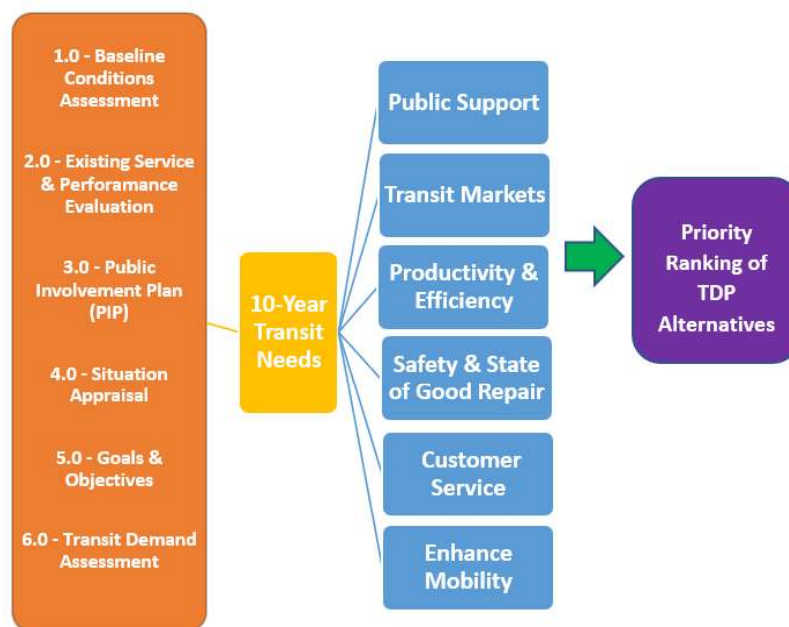 1.0 - Baseline
Conditions
Assessment
2.0 - Existing Service
& Perforamance
Evaluation
3.0 - Public
Involvement Plan
(PIP)
4.0 - Situation
Appraisal
5.0 - Goals &
Objectives
6.0 - Transit Demand
Assessment
10-Year
Transit
Needs
Public Support
Transit Markets
Productivity &
Efficiency
Safety & State
of Good Repair
Customer
Service
Enhance
Mobility
Priority
Ranking of
TDP
Alternatives